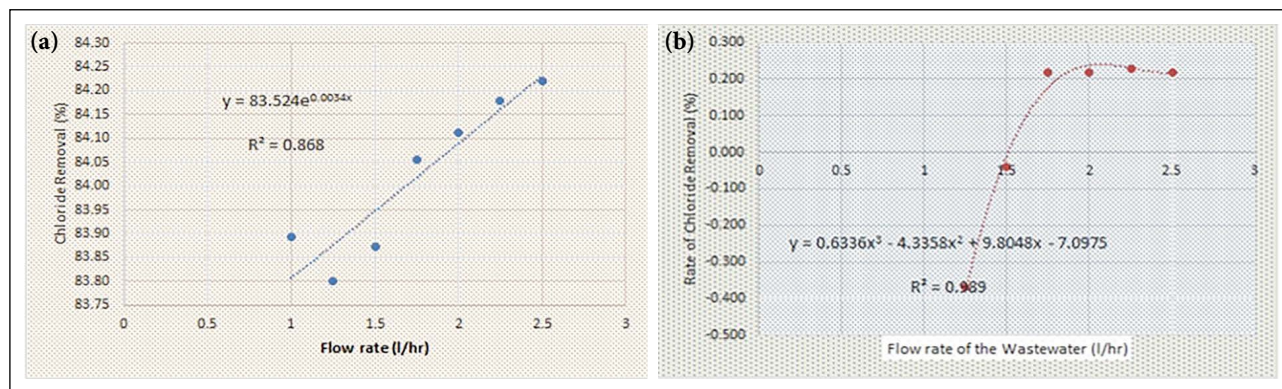 (a)
84.30
84.25
84.20
84.15
84.10
84.05
84.00
83.95
83.90
83.85
83.80
83.75
Chloride Removal (%)
y = 83.524e^0.0034x
R² = 0.868
0 0.5 1 1.5 2 2.5 3
Flow rate (l/hr)
(b)
0.300
0.200
0.100
0.000
-0.100
-0.200
-0.300
-0.400
-0.500
Rate of Chloride Removal (%)
0 0.5 1 1.5 2 2.5 3
y = 0.6336x³ - 4.3358x² + 9.8048x - 7.0975
R² = 0.989
Flow rate of the Wastewater (l/hr)